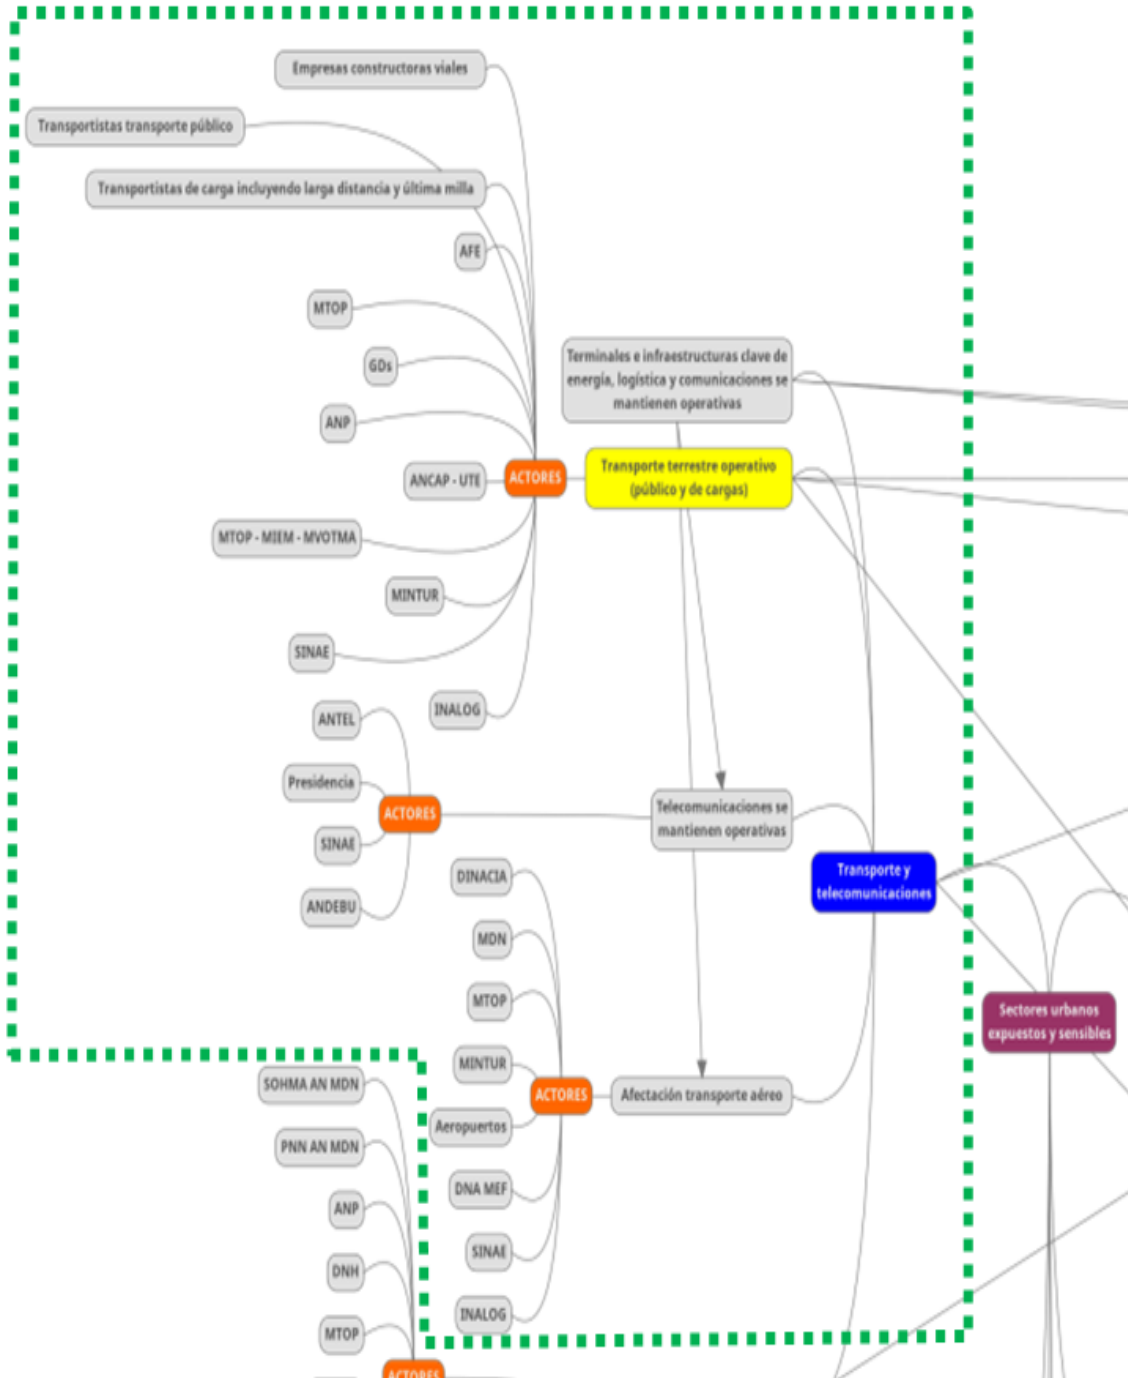 Empresas constructoras viales
Transportistas transporte público
Transportistas de carga incluyendo larga distancia y última milla
AFE
MTOP
GDs
ANP
ANCAP - UTE
MTOP - MIEM - MVOTMA
MINTUR
SINAE
INALOG
ACTORES
Terminales e infraestructuras clave de
energía, logística y comunicaciones se
mantienen operativas
Transporte terrestre operativo
(público y de cargas)
ANTEL
Presidencia
SINAE
ANDEBU
ACTORES
Telecomunicaciones se
mantienen operativas
Transporte y
telecomunicaciones
DINACIA
MDN
MTOP
MINTUR
Aeropuertos
DNA MEF
SINAE
INALOG
ACTORES
Afectación transporte aéreo
Sectores urbanos
expuestos y sensibles
SOHMA AN MDN
PNN AN MDN
ANP
DNH
MTOP
ACTORES